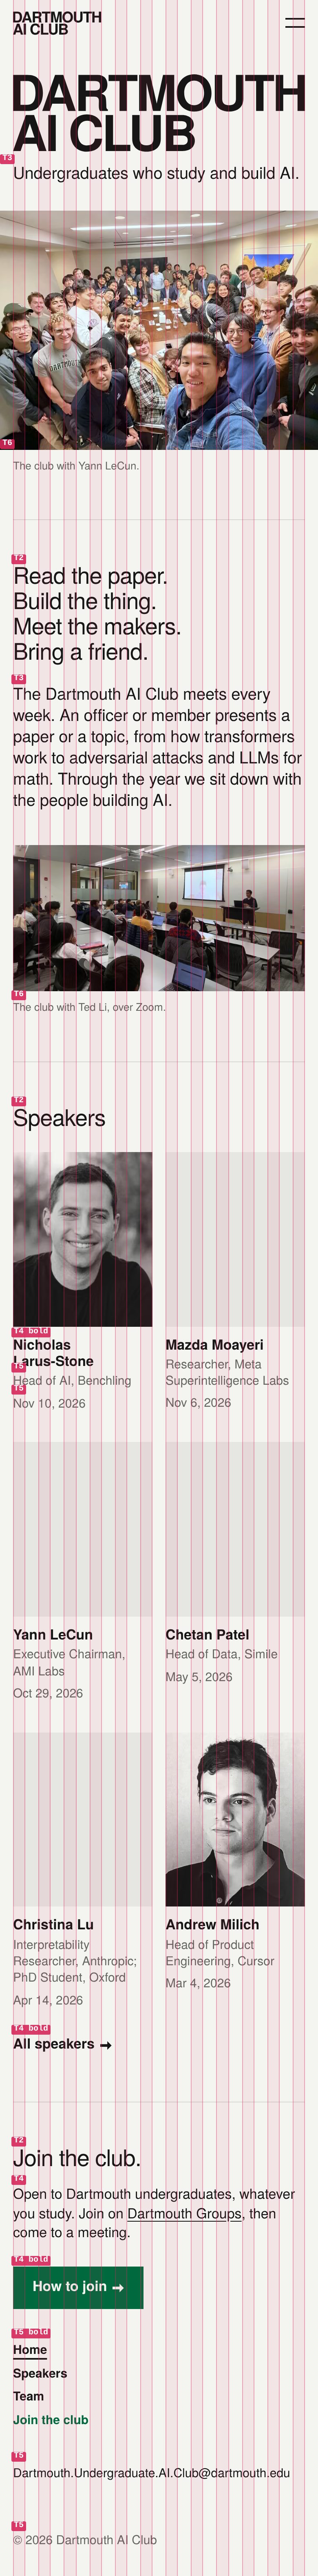 DARTMOUTH
AI CLUB
DARTMOUTH
AI CLUB
T3
Undergraduates who study and build AI.
T6
The club with Yann LeCun.
T2
Read the paper.
Build the thing.
Meet the makers.
Bring a friend.
T3
The Dartmouth AI Club meets every
week. An officer or member presents a
paper or a topic, from how transformers
work to adversarial attacks and LLMs for
math. Through the year we sit down with
the people building AI.
T6
The club with Ted Li, over Zoom.
T2
Speakers
T4 bold
Nicholas
Larus-Stone
T5
Head of AI, Benchling
T5
Nov 10, 2026
Mazda Moayeri
Researcher, Meta
Superintelligence Labs
Nov 6, 2026
Yann LeCun
Executive Chairman,
AMI Labs
Oct 29, 2026
Chetan Patel
Head of Data, Simile
May 5, 2026
Christina Lu
Interpretability
Researcher, Anthropic;
PhD Student, Oxford
Apr 14, 2026
Andrew Milich
Head of Product
Engineering, Cursor
Mar 4, 2026
T4 bold
All speakers →
T2
Join the club.
T4
Open to Dartmouth undergraduates, whatever
you study. Join on Dartmouth Groups, then
come to a meeting.
T4 bold
How to join →
T5 bold
Home
Speakers
Team
Join the club
T5
Dartmouth.Undergraduate.AI.Club@dartmouth.edu
T5
© 2026 Dartmouth AI Club